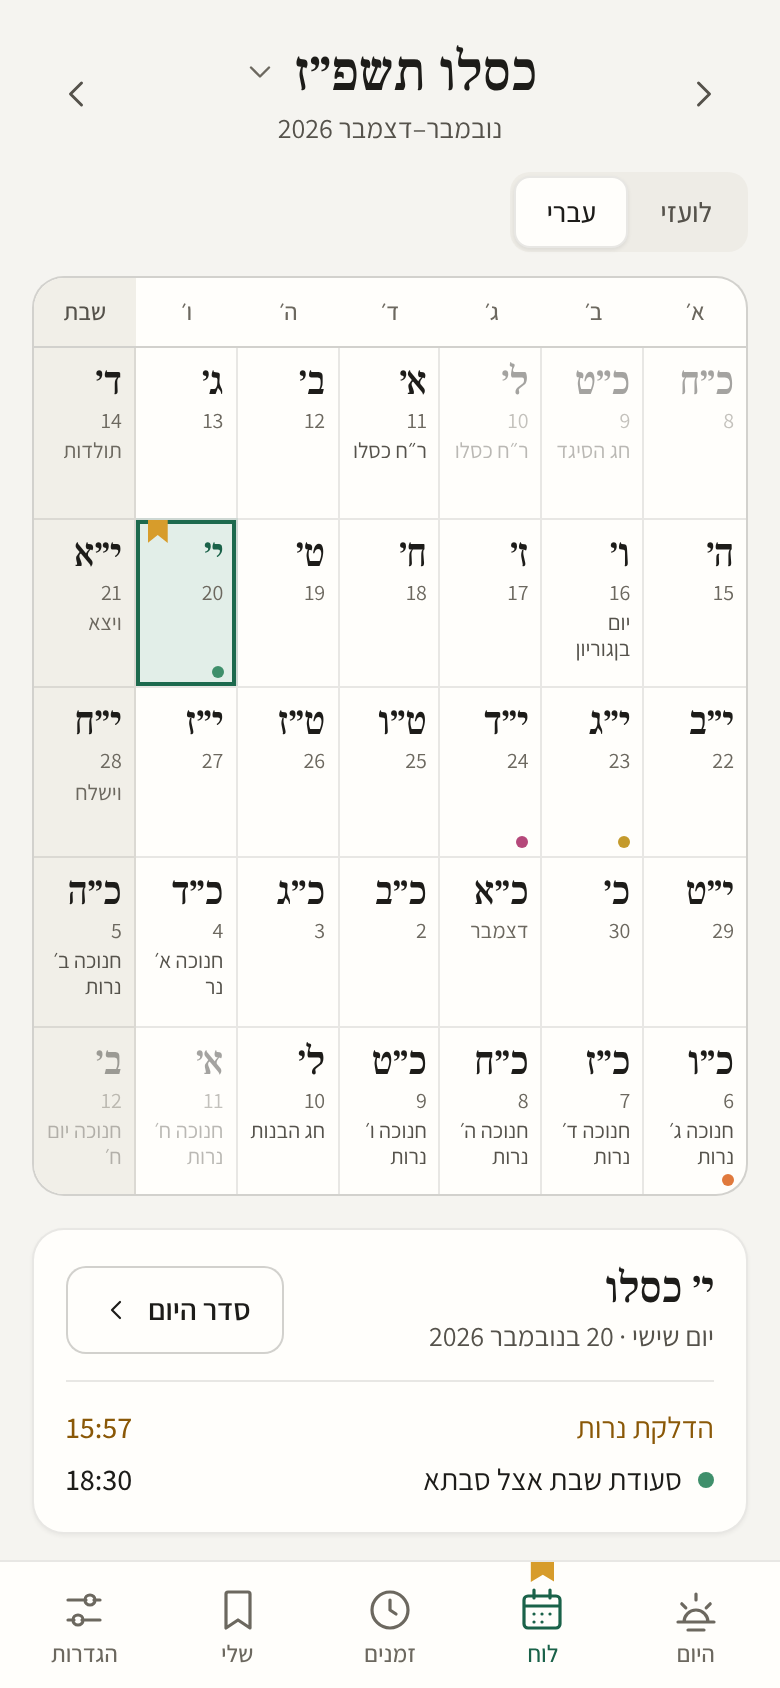 כסלו תשפ״ז
נובמבר–דצמבר 2026
לועזי עברי
א׳ ב׳ ג׳ ד׳ ה׳ ו׳ שבת
כ״ח כ״ט ל׳ א׳ ב׳ ג׳ ד׳
8 9 10 11 12 13 14
חג הסיגד ר״ח כסלו ר״ח כסלו תולדות
ה׳ ו׳ ז׳ ח׳ ט׳ י׳ י״א
15 16 17 18 19 20 21
יום ויצא
בןגוריון
י״ב י״ג י״ד ט״ו ט״ז י״ז י״ח
22 23 24 25 26 27 28
וישלח
י״ט כ׳ כ״א כ״ב כ״ג כ״ד כ״ה
29 30 דצמבר 2 3 4 5
חנוכה א׳ חנוכה ב׳
נר נרות
כ״ו כ״ז כ״ח כ״ט ל׳ א׳ ב׳
6 7 8 9 10 11 12
חנוכה ג׳ חנוכה ד׳ חנוכה ה׳ חנוכה ו׳ חג הבנות חנוכה ח׳ חנוכה יום
נרות נרות נרות נרות נרות ח׳
י׳ כסלו
סדר היום
יום שישי · 20 בנובמבר 2026
הדלקת נרות 15:57
סעודת שבת אצל סבתא 18:30
היום לוח זמנים שלי הגדרות